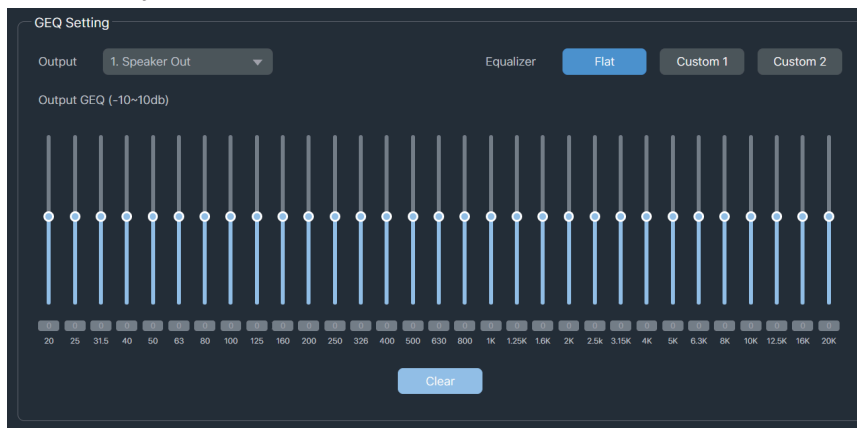 GEQ Setting
Output 1. Speaker Out Equalizer Flat Custom 1 Custom 2
Output GEQ (-10~10db)
0 0 0 0 0 0 0 0 0 0 0 0 0 0 0 0 0 0 0 0 0 0 0 0 0 0 0 0 0 0 0
20 25 31.5 40 50 63 80 100 125 160 200 250 326 400 500 630 800 1K 1.25K 1.6K 2K 2.5k 3.15K 4K 5K 6.3K 8K 10K 12.5K 16K 20K
Clear